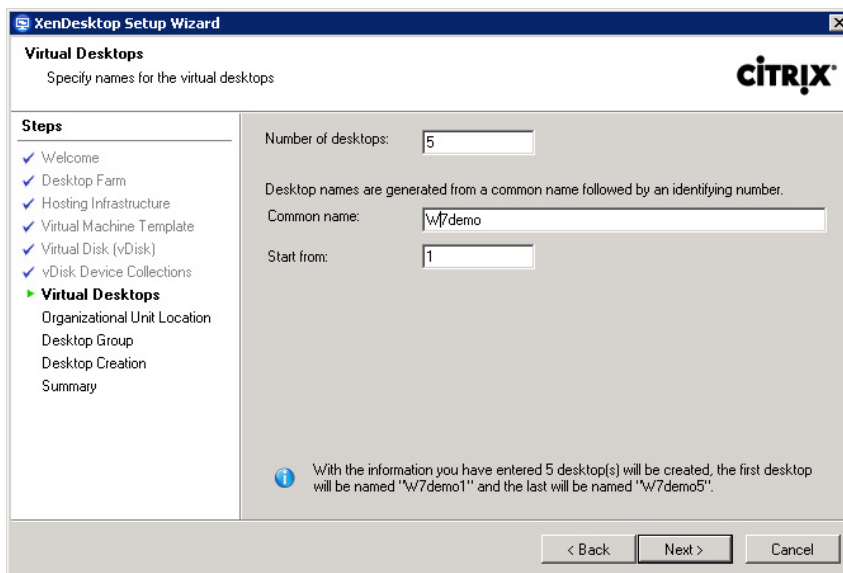 XenDesktop Setup Wizard
Virtual Desktops
Specify names for the virtual desktops
CİTRIX®
Steps
Welcome
Desktop Farm
Hosting Infrastructure
Virtual Machine Template
Virtual Disk (vDisk)
vDisk Device Collections
Virtual Desktops
Organizational Unit Location
Desktop Group
Desktop Creation
Summary
Number of desktops: 5
Desktop names are generated from a common name followed by an identifying number.
Common name: W7demo
Start from: 1
With the information you have entered 5 desktop(s) will be created, the first desktop
will be named "W7demo1" and the last will be named "W7demo5".
< Back Next > Cancel